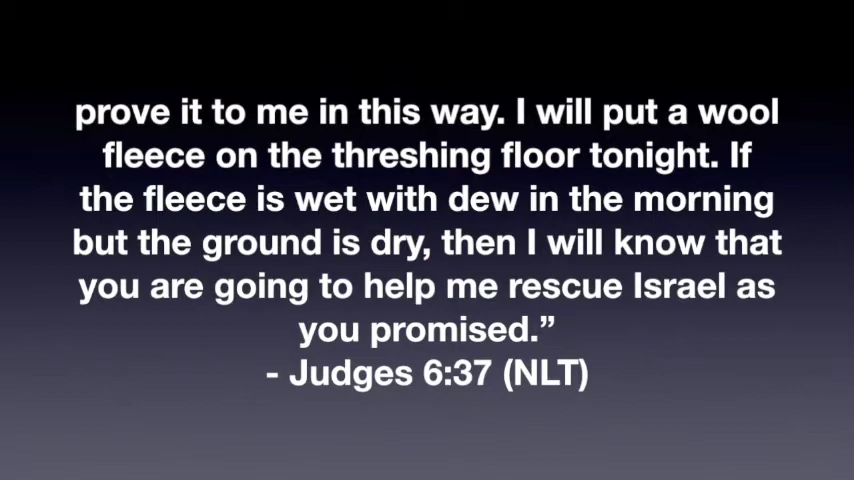 prove it to me in this way. I will put a wool
fleece on the threshing floor tonight. If
the fleece is wet with dew in the morning
but the ground is dry, then I will know that
you are going to help me rescue Israel as
you promised.”
- Judges 6:37 (NLT)